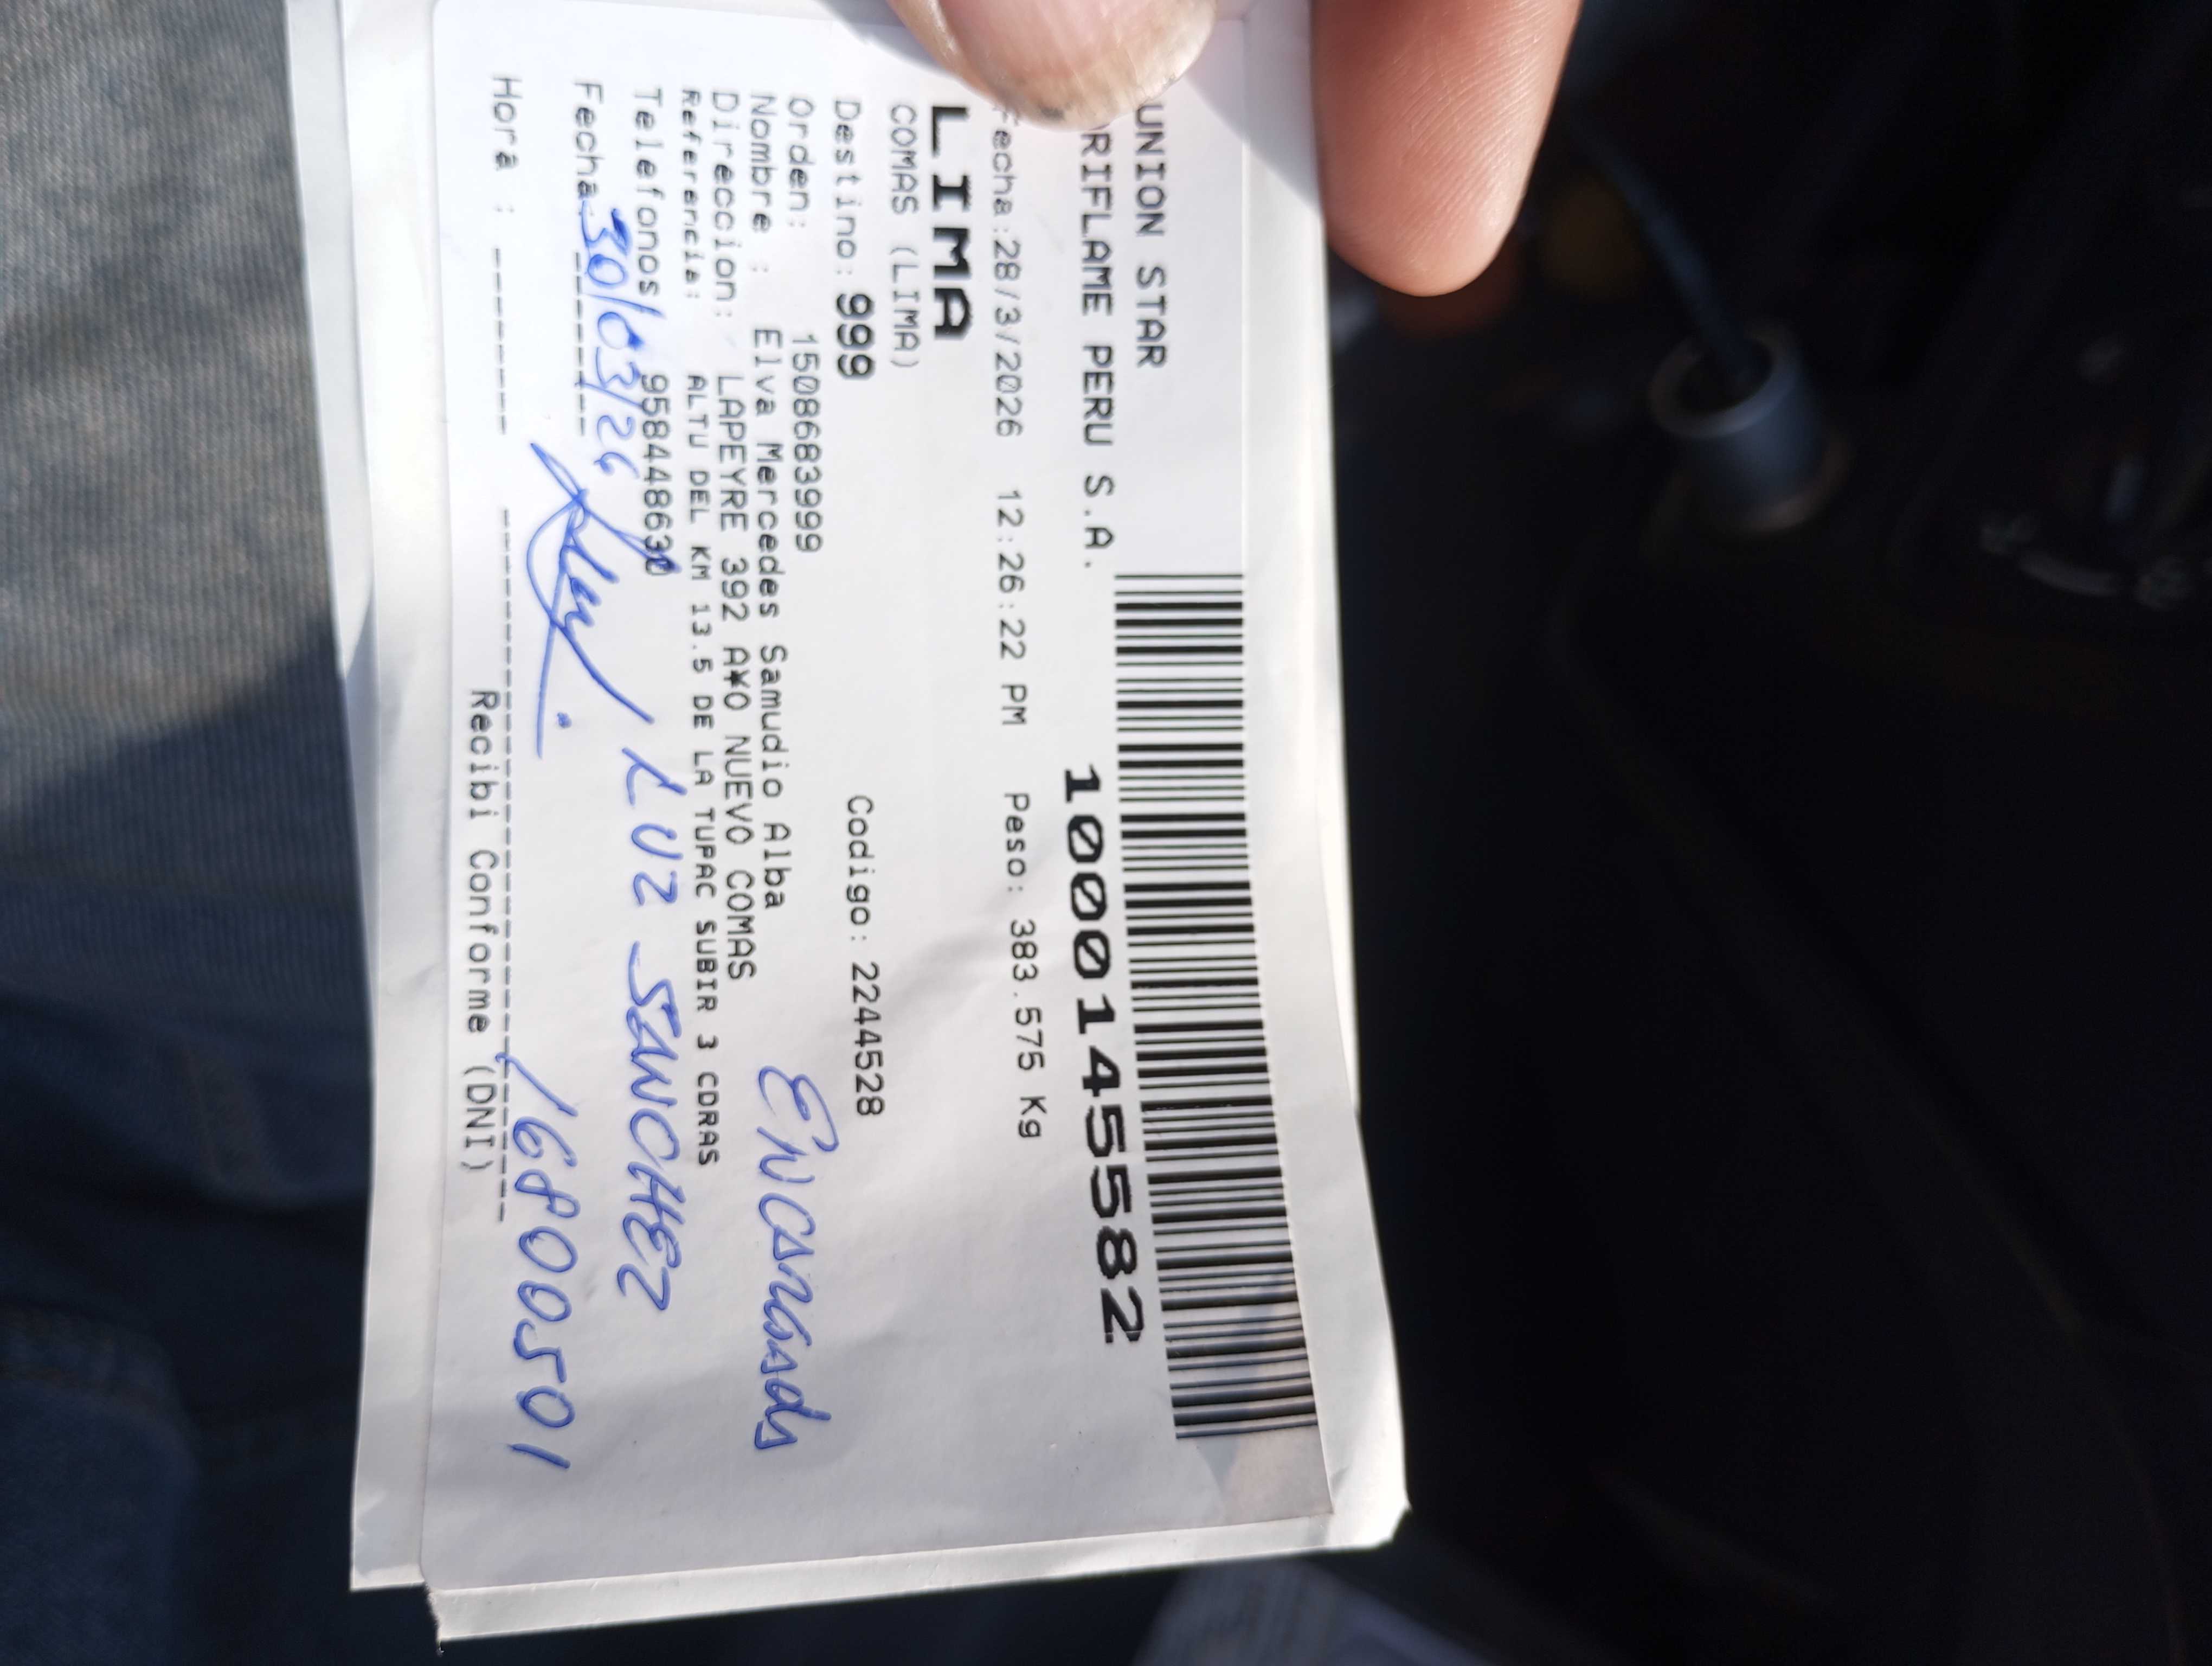 UNION STAR
RIFLAME PERU S.A.
1000145582
Fecha:28/3/2026 12:26:22 PM Peso: 383.575 Kg
LIMA
COMAS (LIMA)
Destino: 999 Codigo: 2244528
Orden: 1508683999
Nombre : Elva Mercedes Samudio Alba
Encargada
Direccion: LAPEYRE 392 A¥O NUEVO COMAS
Referencia: ALTU DEL KM 13.5 DE LA TUPAC SUBIR 3 CDRAS
Telefonos 958448630
LUZ SANCHEZ
Fecha 30/03/26
16800501
Hora :
Recibi Conforme (DNI)